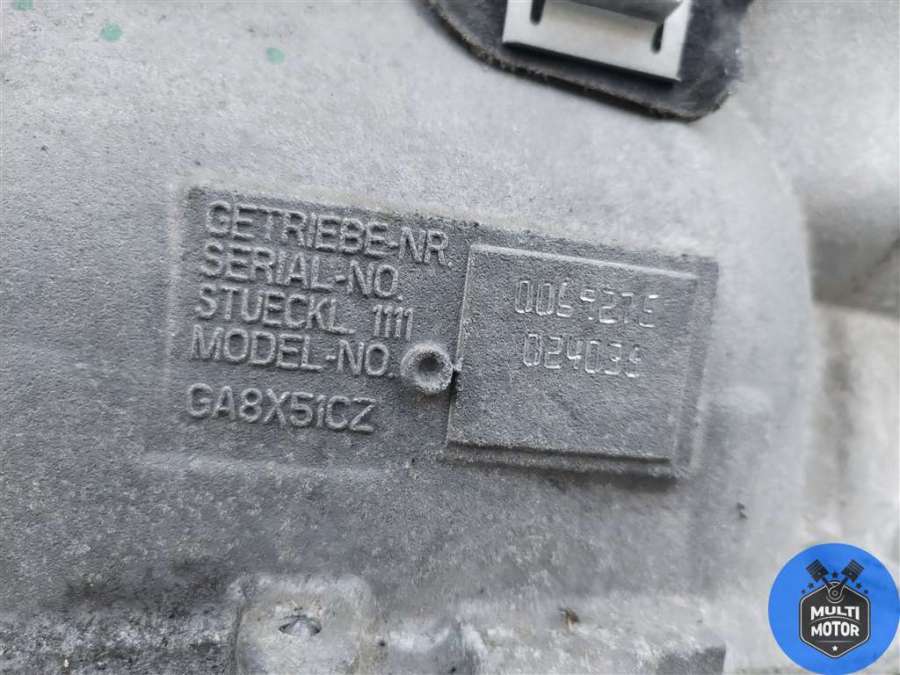 GETRIEBE-NR.
SERIAL-NO.
STUECKL. 1111
MODEL-NO.
GA8X51CZ
024039
MULTI
MOTOR